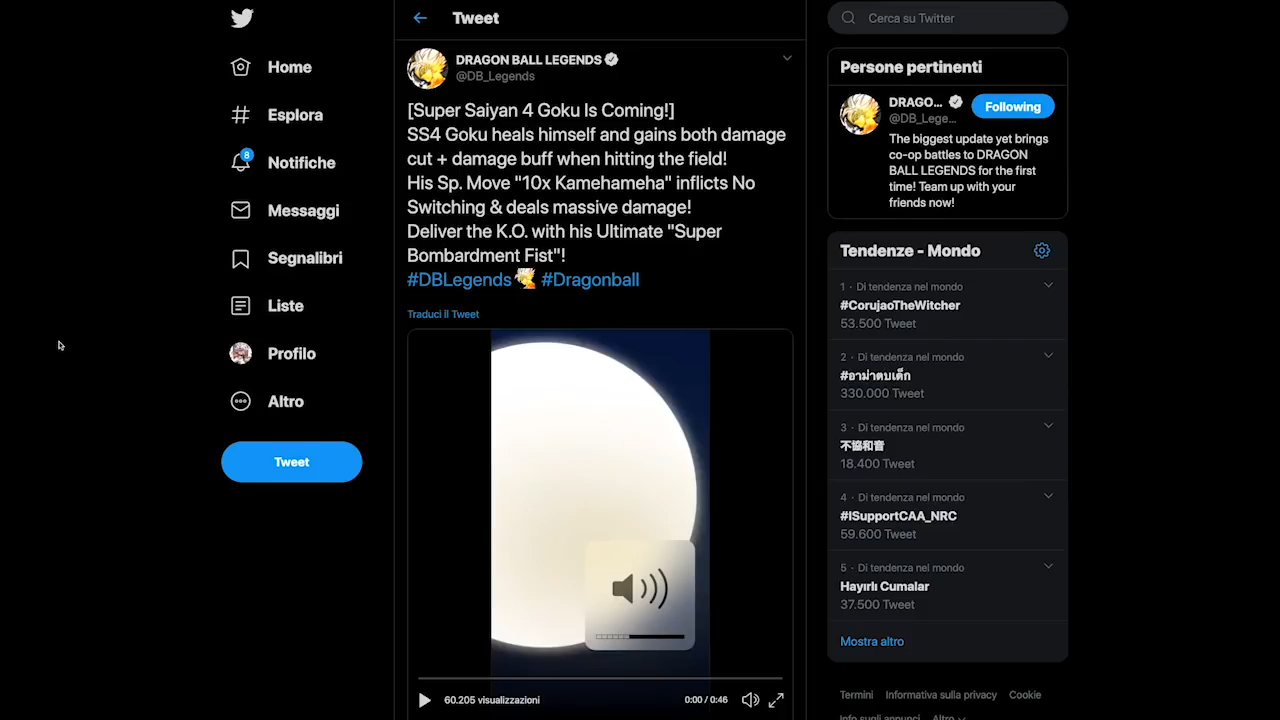 Home
Esplora
8
Notifiche
Messaggi
Segnalibri
Liste
Profilo
Altro
Tweet
Tweet
DRAGON BALL LEGENDS
@DB_Legends
[Super Saiyan 4 Goku Is Coming!]
SS4 Goku heals himself and gains both damage
cut + damage buff when hitting the field!
His Sp. Move "10x Kamehameha" inflicts No
Switching & deals massive damage!
Deliver the K.O. with his Ultimate "Super
Bombardment Fist"!
#DBLegends #Dragonball
Traduci il Tweet
60.205 visualizzazioni
0:00 / 0:46
Cerca su Twitter
Persone pertinenti
DRAGO...
@DB_Lege...
Following
The biggest update yet brings
co-op battles to DRAGON
BALL LEGENDS for the first
time! Team up with your
friends now!
Tendenze - Mondo
1 · Di tendenza nel mondo
#CorujaoTheWitcher
53.500 Tweet
2 · Di tendenza nel mondo
#อาม่าตบเด็ก
330.000 Tweet
3 · Di tendenza nel mondo
不協和音
18.400 Tweet
4 · Di tendenza nel mondo
#ISupportCAA_NRC
59.600 Tweet
5 · Di tendenza nel mondo
Hayırlı Cumalar
37.500 Tweet
Mostra altro
Termini Informativa sulla privacy Cookie
Info sugli annunci Altro